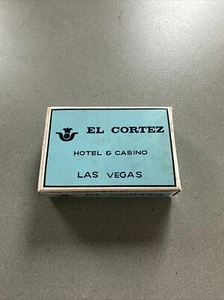 EL CORTEZ
HOTEL & CASINO
LAS VEGAS